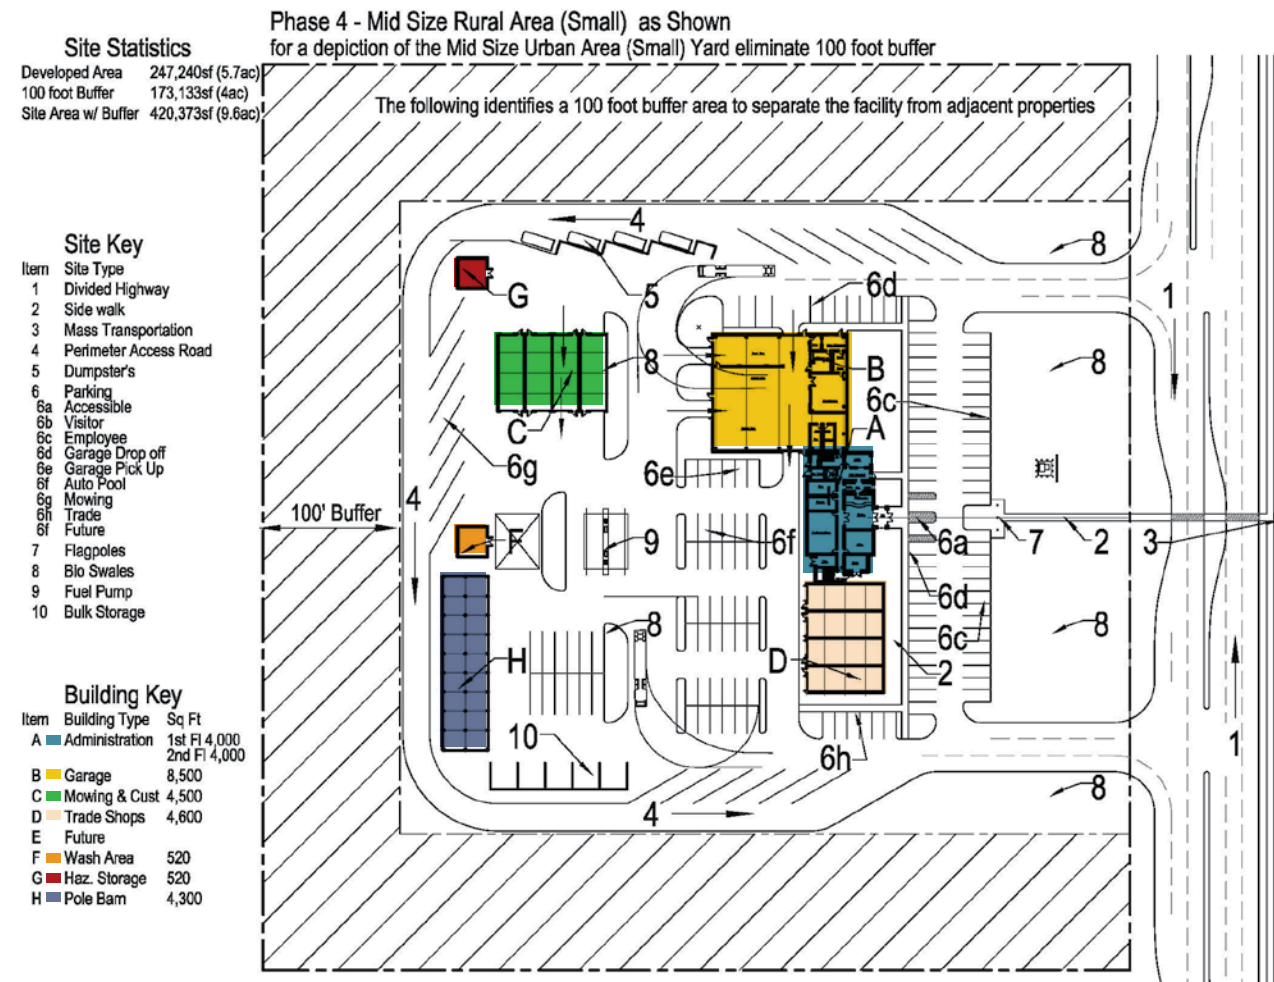 Phase 4 - Mid Size Rural Area (Small) as Shown
for a depiction of the Mid Size Urban Area (Small) Yard eliminate 100 foot buffer
Site Statistics
Developed Area 247,240sf (5.7ac)
100 foot Buffer 173,133sf (4ac)
Site Area w/ Buffer 420,373sf (9.6ac)
The following identifies a 100 foot buffer area to separate the facility from adjacent properties
Site Key
Item Site Type
1 Divided Highway
2 Side walk
3 Mass Transportation
4 Perimeter Access Road
5 Dumpster's
6 Parking
6a Accessible
6b Visitor
6c Employee
6d Garage Drop off
6e Garage Pick Up
6f Auto Pool
6g Mowing
6h Trade
6f Future
7 Flagpoles
8 Bio Swales
9 Fuel Pump
10 Bulk Storage
Building Key
Item Building Type Sq Ft
A Administration 1st Fl 4,000
2nd Fl 4,000
B Garage 8,500
C Mowing & Cust 4,500
D Trade Shops 4,600
E Future
F Wash Area 520
G Haz. Storage 520
H Pole Barn 4,300
4
8
G
5
6d
1
8
8
B
6c
C
A
6g
6e
4
100' Buffer
F
9
6f
6a
7
2
3
6d
8
6c
8
H
D
2
10
6h
1
8
4